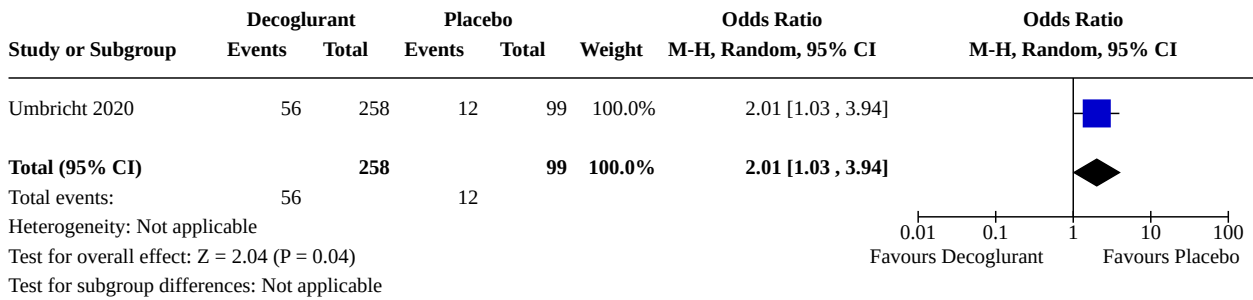 Decoglurant Placebo Odds Ratio Odds Ratio
Study or Subgroup Events Total Events Total Weight M-H, Random, 95% CI M-H, Random, 95% CI
Umbricht 2020 56 258 12 99 100.0% 2.01 [1.03 , 3.94]
Total (95% CI) 258 99 100.0% 2.01 [1.03 , 3.94]
Total events: 56 12
Heterogeneity: Not applicable
0.01 0.1 1 10 100
Test for overall effect: Z = 2.04 (P = 0.04)
Favours Decoglurant Favours Placebo
Test for subgroup differences: Not applicable